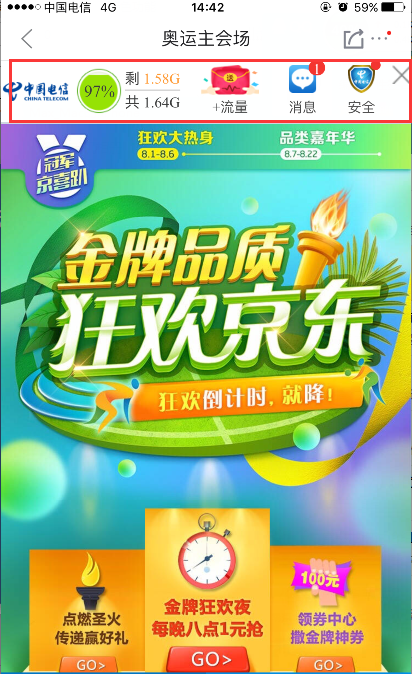 中国电信 4G 14:42 59%
奥运主会场
中国电信 CHINA TELECOM
97%
剩 1.58G
共 1.64G
送
+流量
1
消息
安全
冠军
京喜趴
狂欢大热身
8.1-8.6
品类嘉年华
8.7-8.22
金牌品质
狂欢京东
狂欢倒计时,就降!
点燃圣火
传递赢好礼
GO>
金牌狂欢夜
每晚八点1元抢
GO>
100元
领券中心
撒金牌神券
GO>